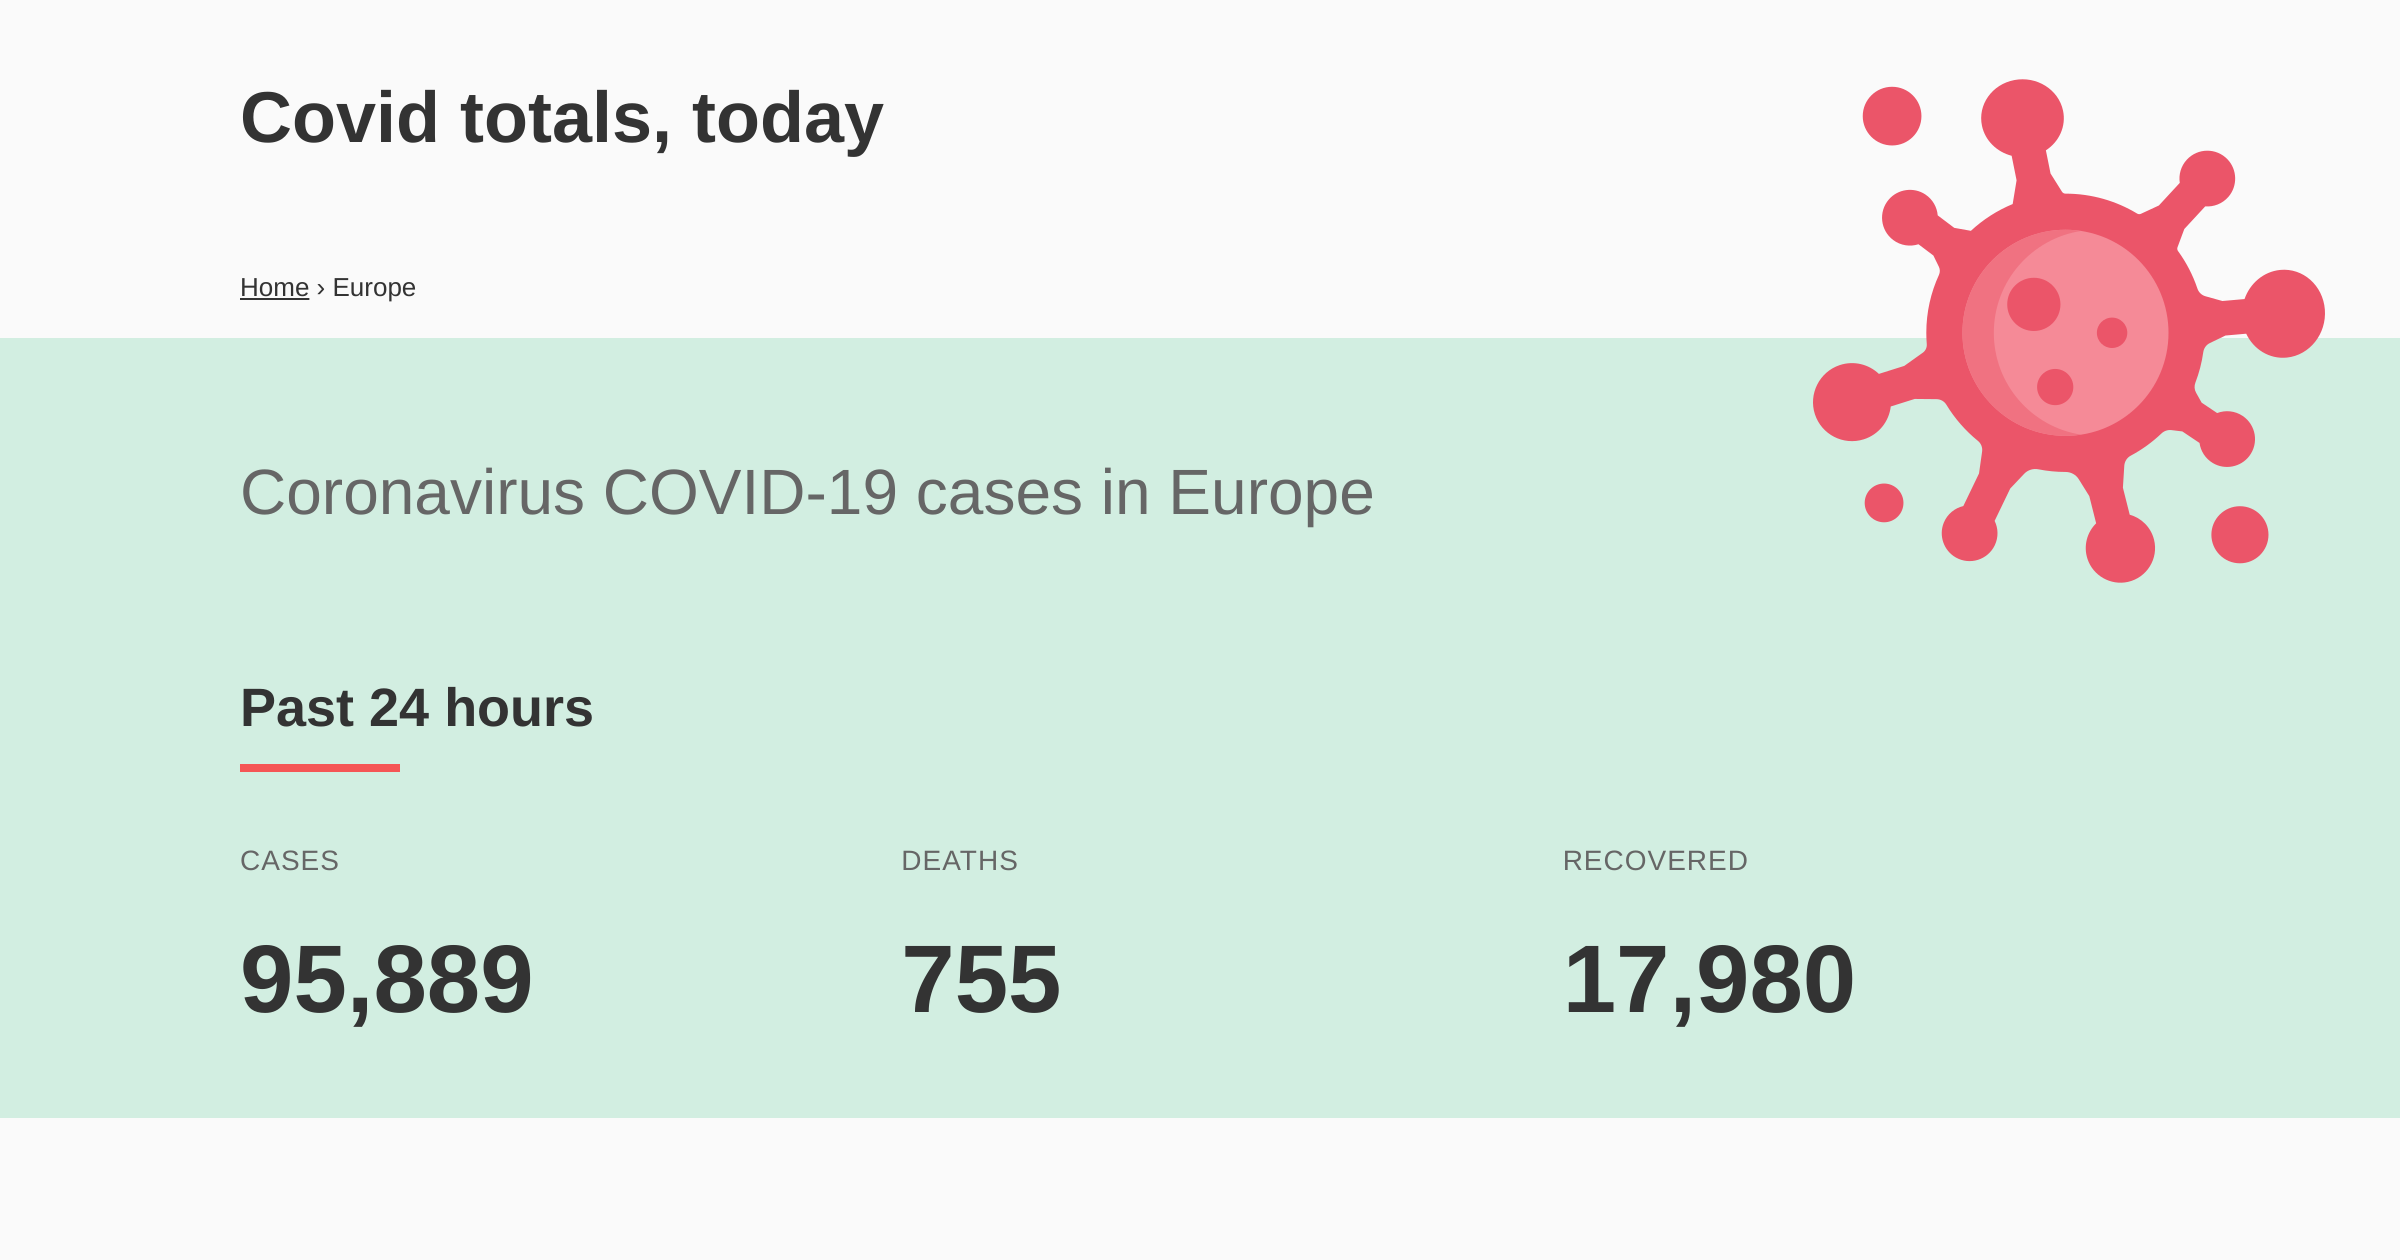 Covid totals, today
Home › Europe
Coronavirus COVID-19 cases in Europe
Past 24 hours
CASES DEATHS RECOVERED
95,889 755 17,980